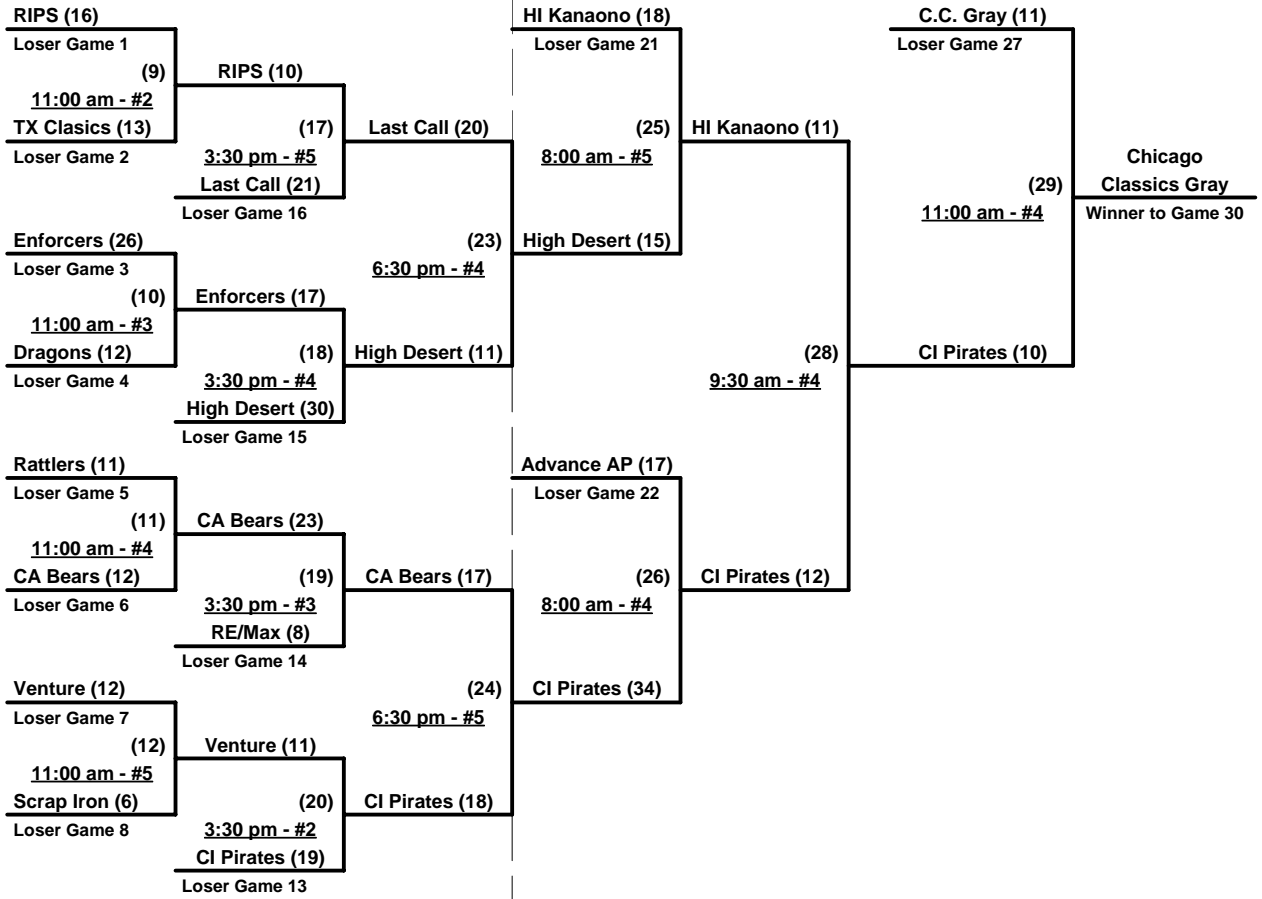 RIPS (16)
Loser Game 1
(9)
11:00 am - #2
TX Clasics (13)
Loser Game 2
Enforcers (26)
Loser Game 3
(10)
11:00 am - #3
Dragons (12)
Loser Game 4
Rattlers (11)
Loser Game 5
(11)
11:00 am - #4
CA Bears (12)
Loser Game 6
Venture (12)
Loser Game 7
(12)
11:00 am - #5
Scrap Iron (6)
Loser Game 8
RIPS (10)
(17)
3:30 pm - #5
Last Call (21)
Loser Game 16
Enforcers (17)
(18)
3:30 pm - #4
High Desert (30)
Loser Game 15
CA Bears (23)
(19)
3:30 pm - #3
RE/Max (8)
Loser Game 14
Venture (11)
(20)
3:30 pm - #2
CI Pirates (19)
Loser Game 13
Last Call (20)
(23)
6:30 pm - #4
High Desert (11)
CA Bears (17)
(24)
6:30 pm - #5
CI Pirates (18)
HI Kanaono (18)
Loser Game 21
(25)
8:00 am - #5
High Desert (15)
Advance AP (17)
Loser Game 22
(26)
8:00 am - #4
CI Pirates (34)
HI Kanaono (11)
(28)
9:30 am - #4
CI Pirates (12)
C.C. Gray (11)
Loser Game 27
(29)
11:00 am - #4
CI Pirates (10)
Chicago
Classics Gray
Winner to Game 30